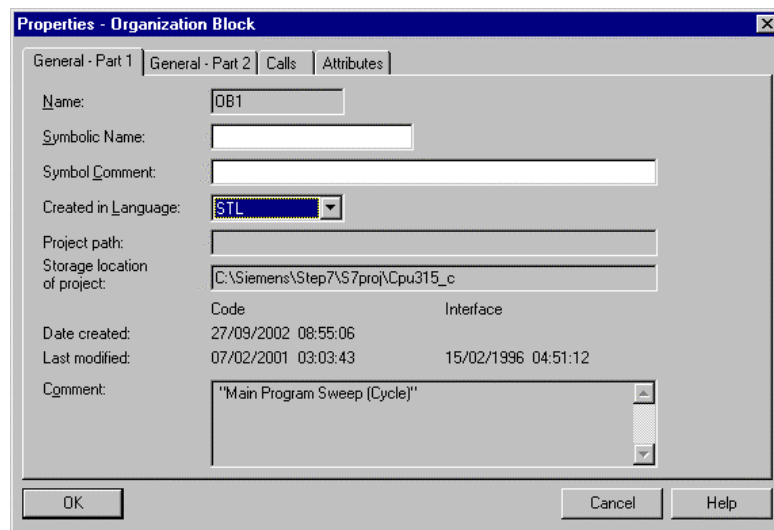 Properties - Organization Block
General - Part 1 General - Part 2 Calls Attributes
Name: OB1
Symbolic Name:
Symbol Comment:
Created in Language: STL
Project path:
Storage location
of project: C:\Siemens\Step7\S7proj\Cpu315_c
Code Interface
Date created: 27/09/2002 08:55:06
Last modified: 07/02/2001 03:03:43 15/02/1996 04:51:12
Comment: "Main Program Sweep (Cycle)"
OK Cancel Help